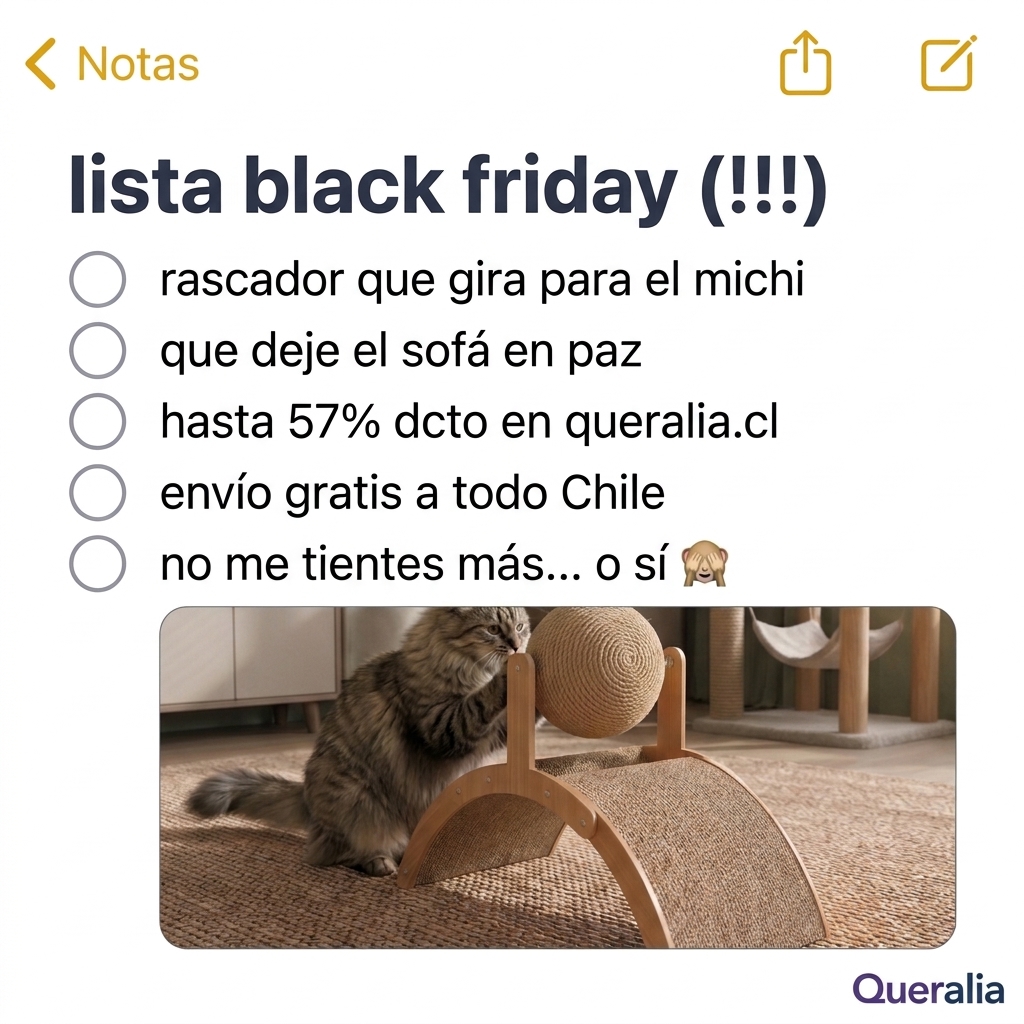 Notas
lista black friday (!!!)
rascador que gira para el michi
que deje el sofá en paz
hasta 57% dcto en queralia.cl
envío gratis a todo Chile
no me tientes más... o sí 🙈
Queralia